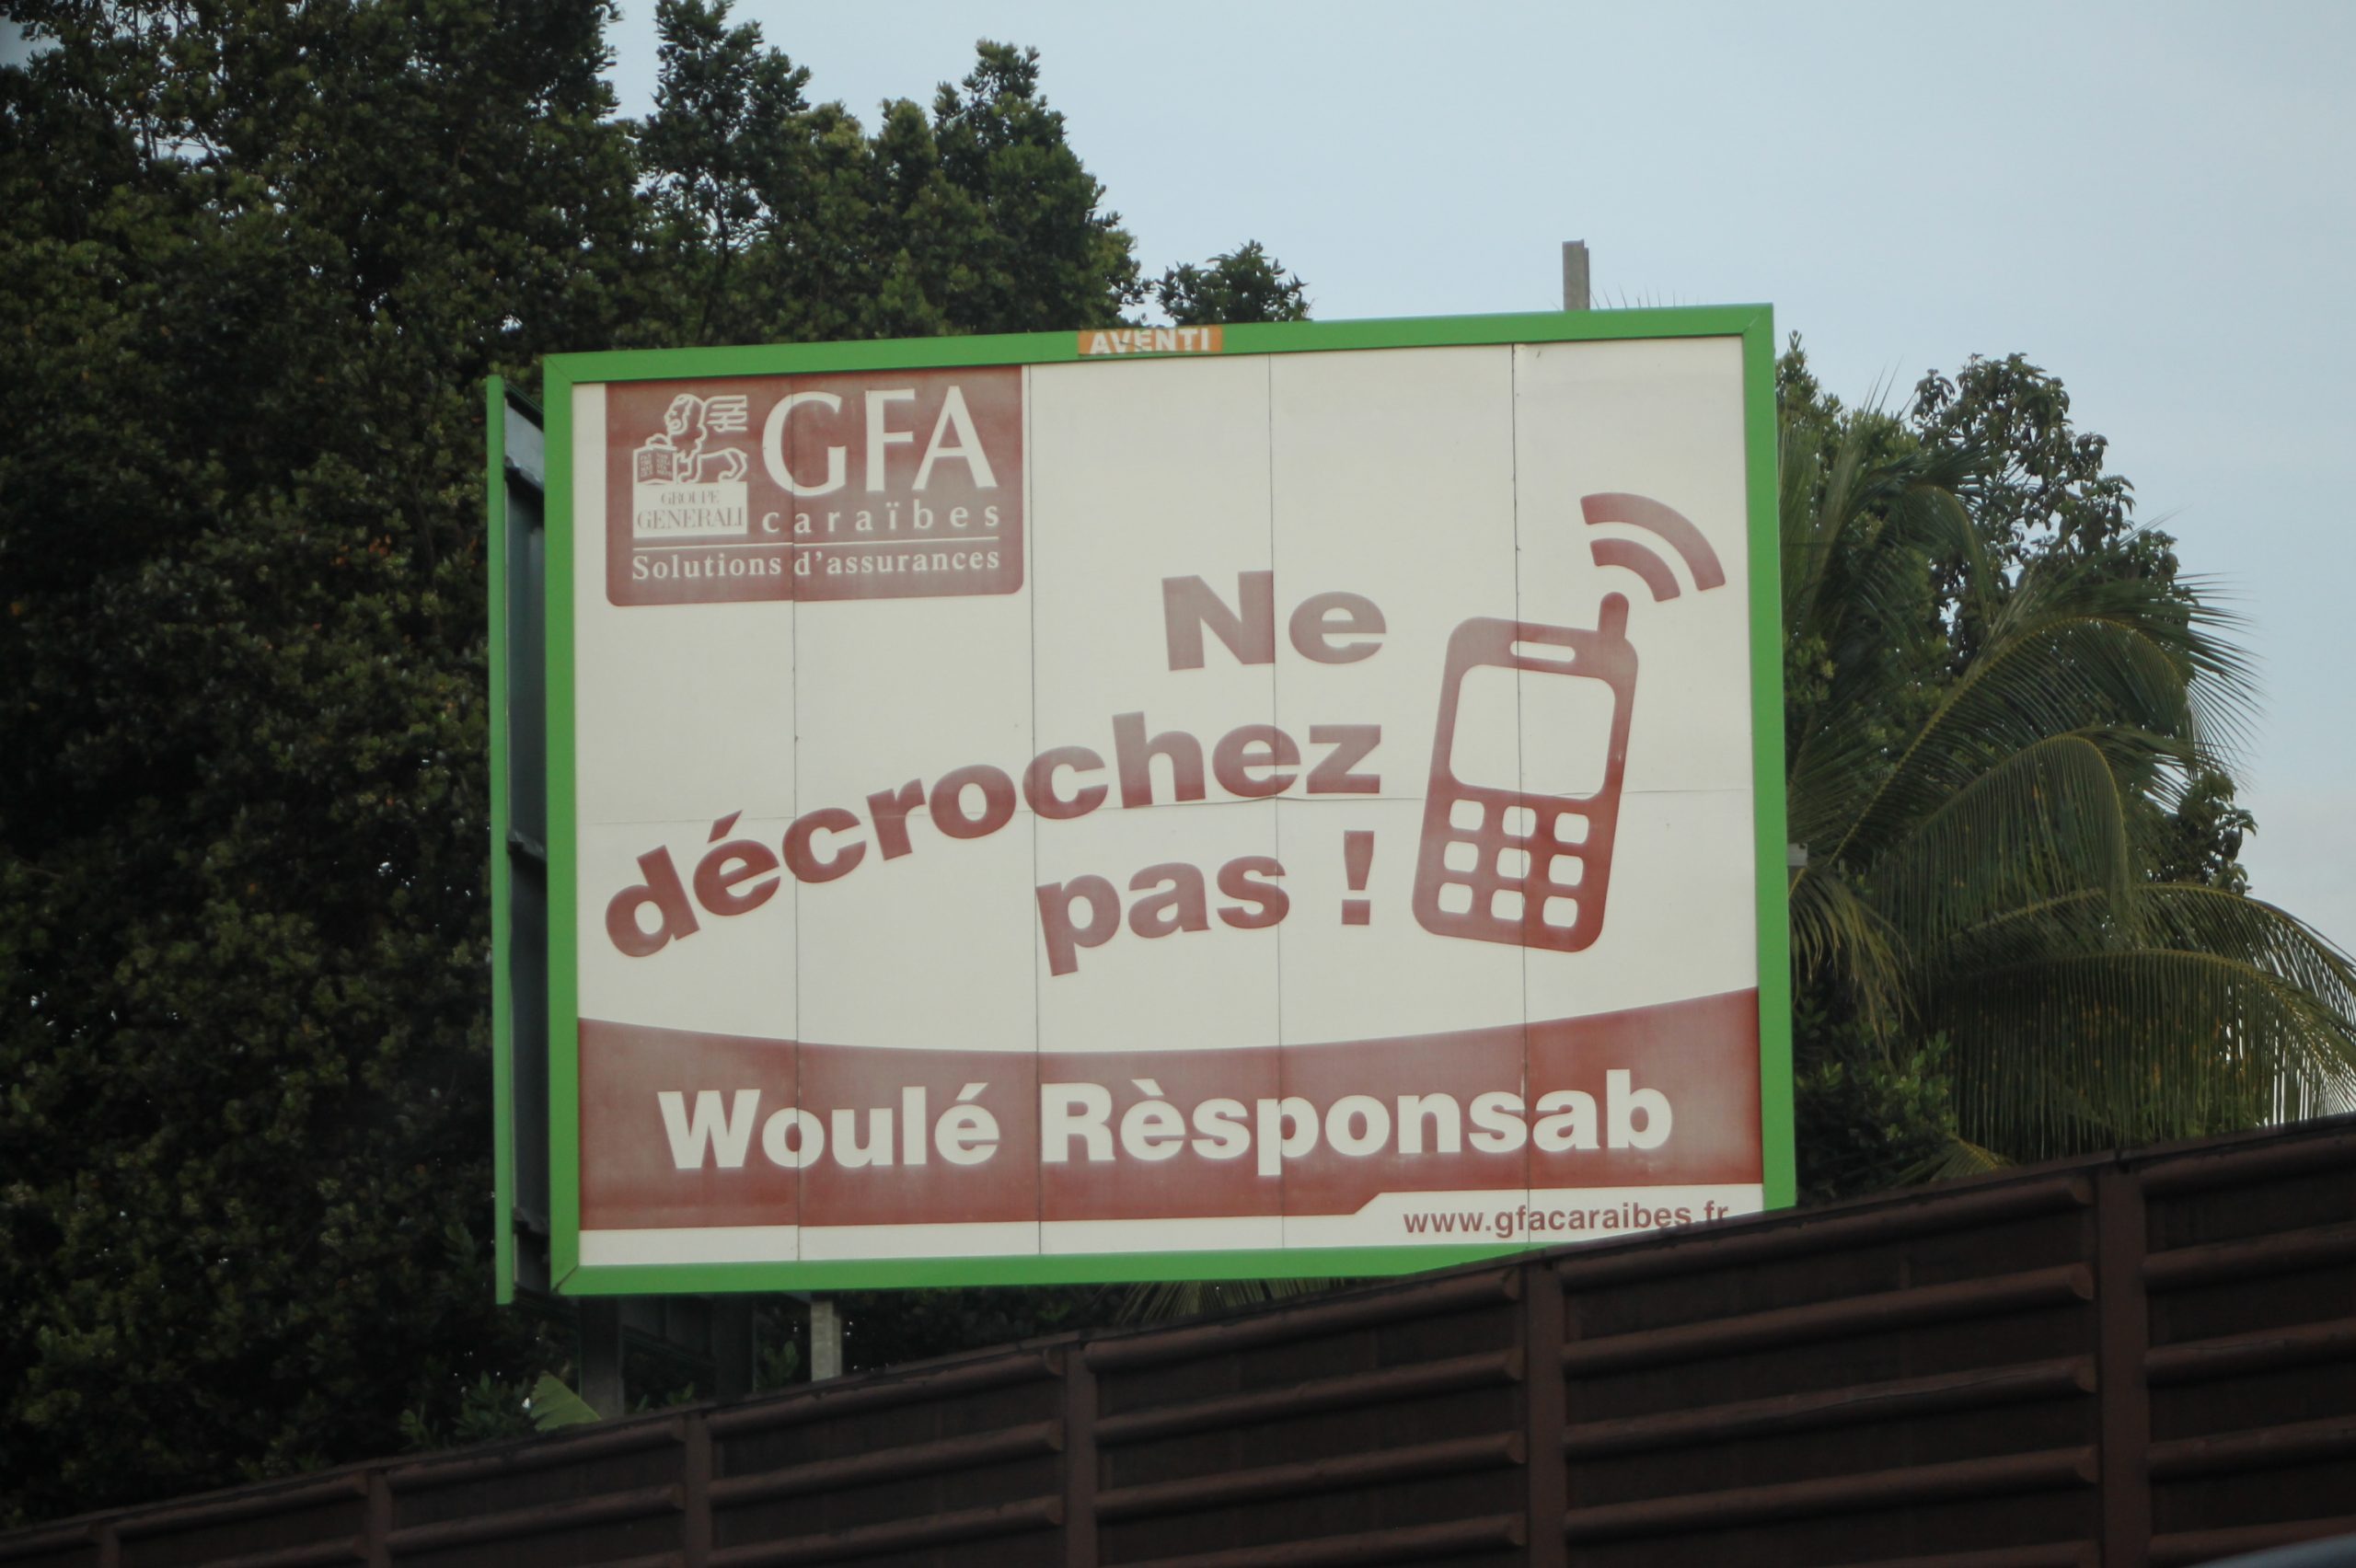 AVENTI
GFA
GROUPE
GENERALI
caraïbes
Solutions d'assurances
Ne
décrochez
pas !
Woulé Rèsponsab
www.gfacaraibes.fr